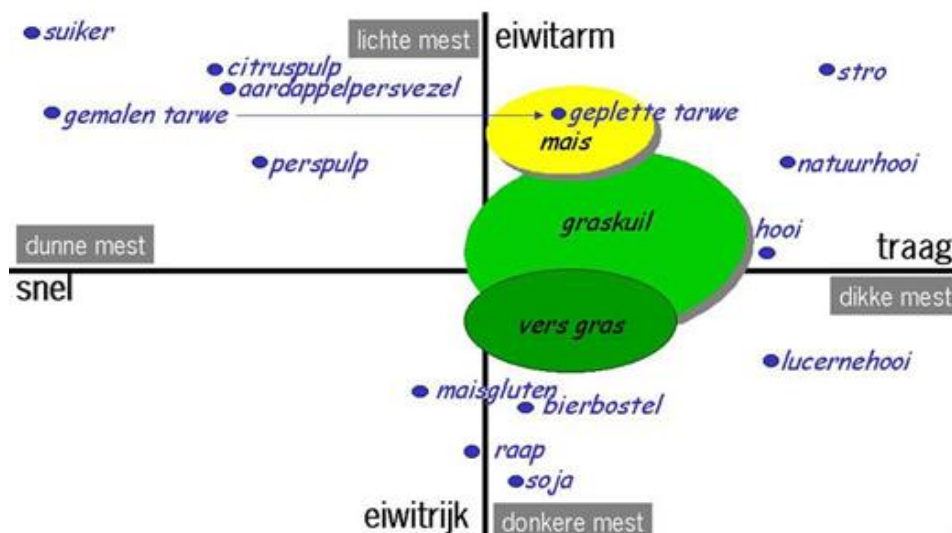 suiker
lichte mest
eiwitarm
citruspulp
stro
aardappelpersvezel
gemalen tarwe
geplette tarwe
mais
perspulp
natuurhooi
graskuil
hooi
dunne mest
traag
snel
dikke mest
vers gras
lucernehooi
maisgluten
bierbostel
raap
soja
eiwitrijk
donkere mest